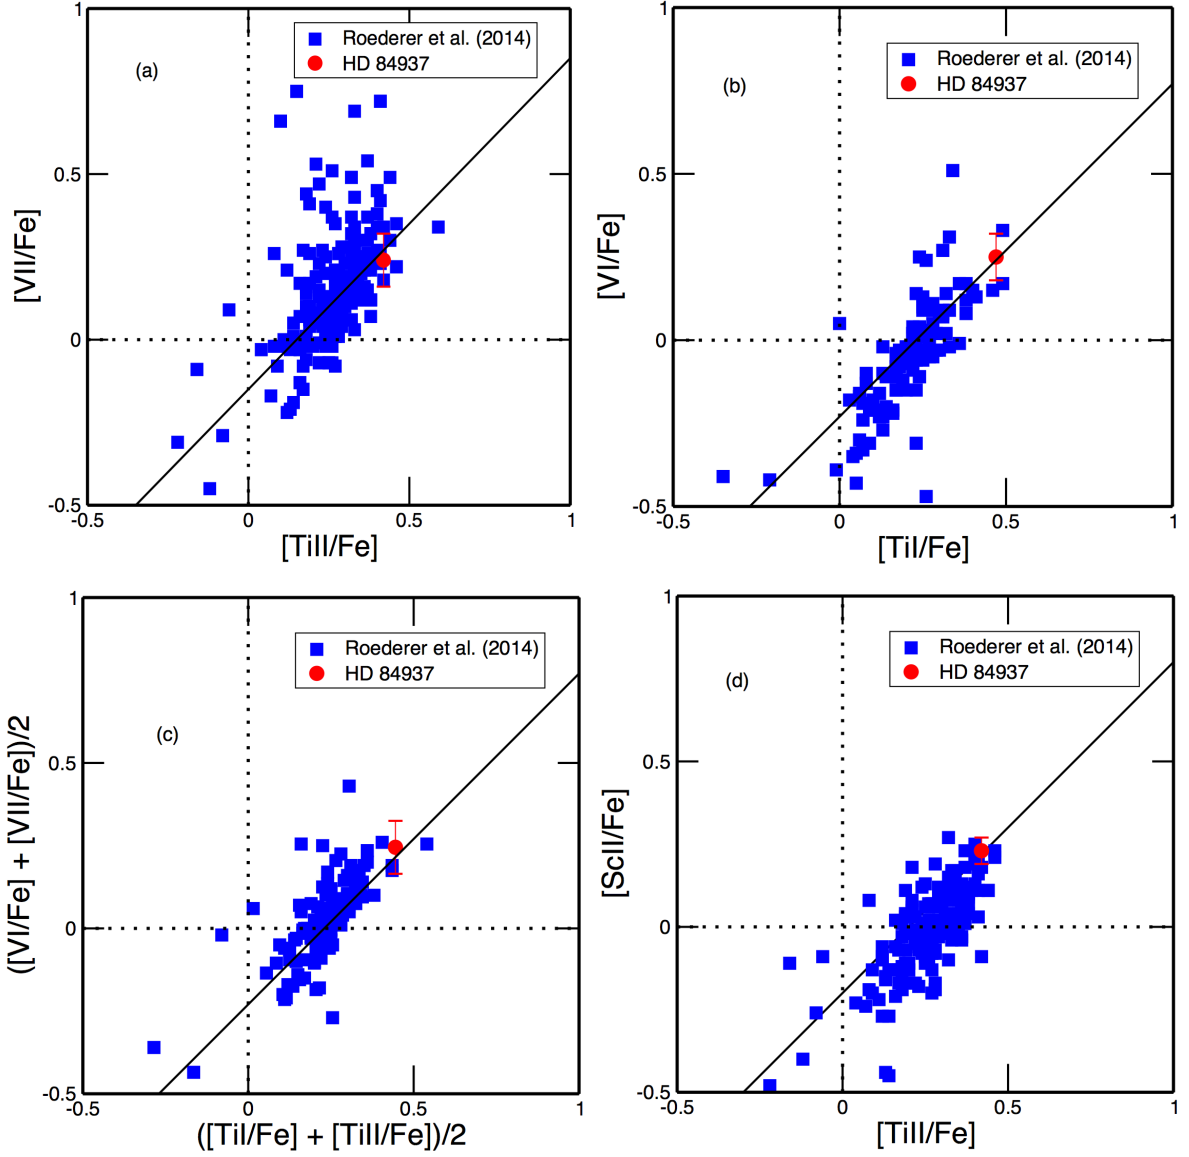 1
Roederer et al. (2014)
HD 84937
(a)
0.5
0
-0.5
-0.5
0
0.5
1
[VII/Fe]
[TiII/Fe]
1
Roederer et al. (2014)
HD 84937
(b)
0.5
0
-0.5
-0.5
0
0.5
1
[VI/Fe]
[TiI/Fe]
1
Roederer et al. (2014)
HD 84937
(c)
0.5
0
-0.5
-0.5
0
0.5
1
([VI/Fe] + [VII/Fe])/2
([TiI/Fe] + [TiII/Fe])/2
1
Roederer et al. (2014)
HD 84937
(d)
0.5
0
-0.5
-0.5
0
0.5
1
[ScII/Fe]
[TiII/Fe]